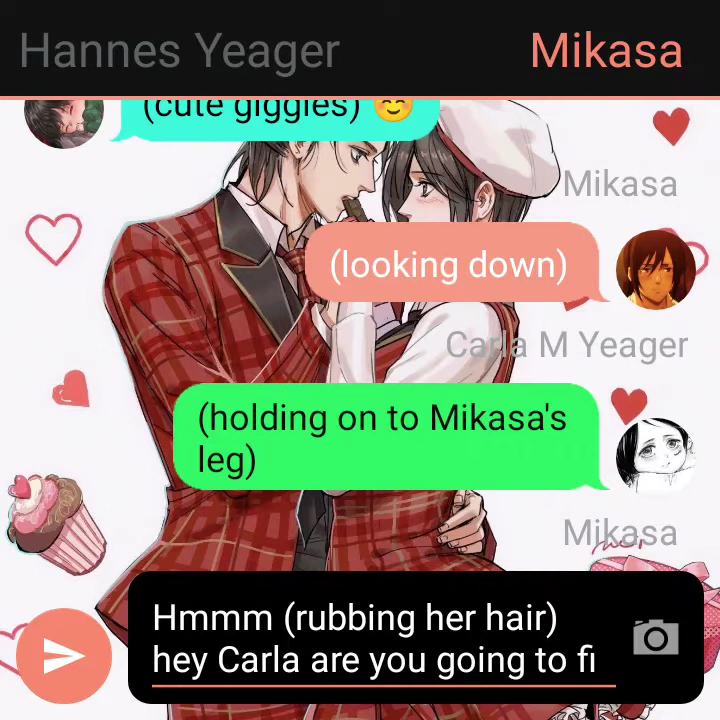 Hannes Yeager Mikasa
(cute giggles) 😊
Mikasa
(looking down)
Carla M Yeager
(holding on to Mikasa's
leg)
Mikasa
Hmmm (rubbing her hair)
hey Carla are you going to fi